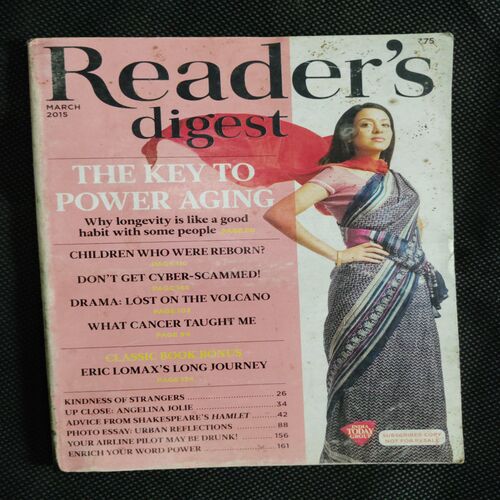 ₹75
Reader's
digest
MARCH
2015
THE KEY TO
POWER AGING
Why longevity is like a good
habit with some people
CHILDREN WHO WERE REBORN?
DON'T GET CYBER-SCAMMED!
DRAMA: LOST ON THE VOLCANO
WHAT CANCER TAUGHT ME
CLASSIC BOOK BONUS
ERIC LOMAX'S LONG JOURNEY
KINDNESS OF STRANGERS 26
UP CLOSE: ANGELINA JOLIE 34
ADVICE FROM SHAKESPEARE'S HAMLET 42
PHOTO ESSAY: URBAN REFLECTIONS 88
YOUR AIRLINE PILOT MAY BE DRUNK! 156
ENRICH YOUR WORD POWER 161
INDIA
TODAY
GROUP
SUBSCRIBER COPY
NOT FOR RESALE